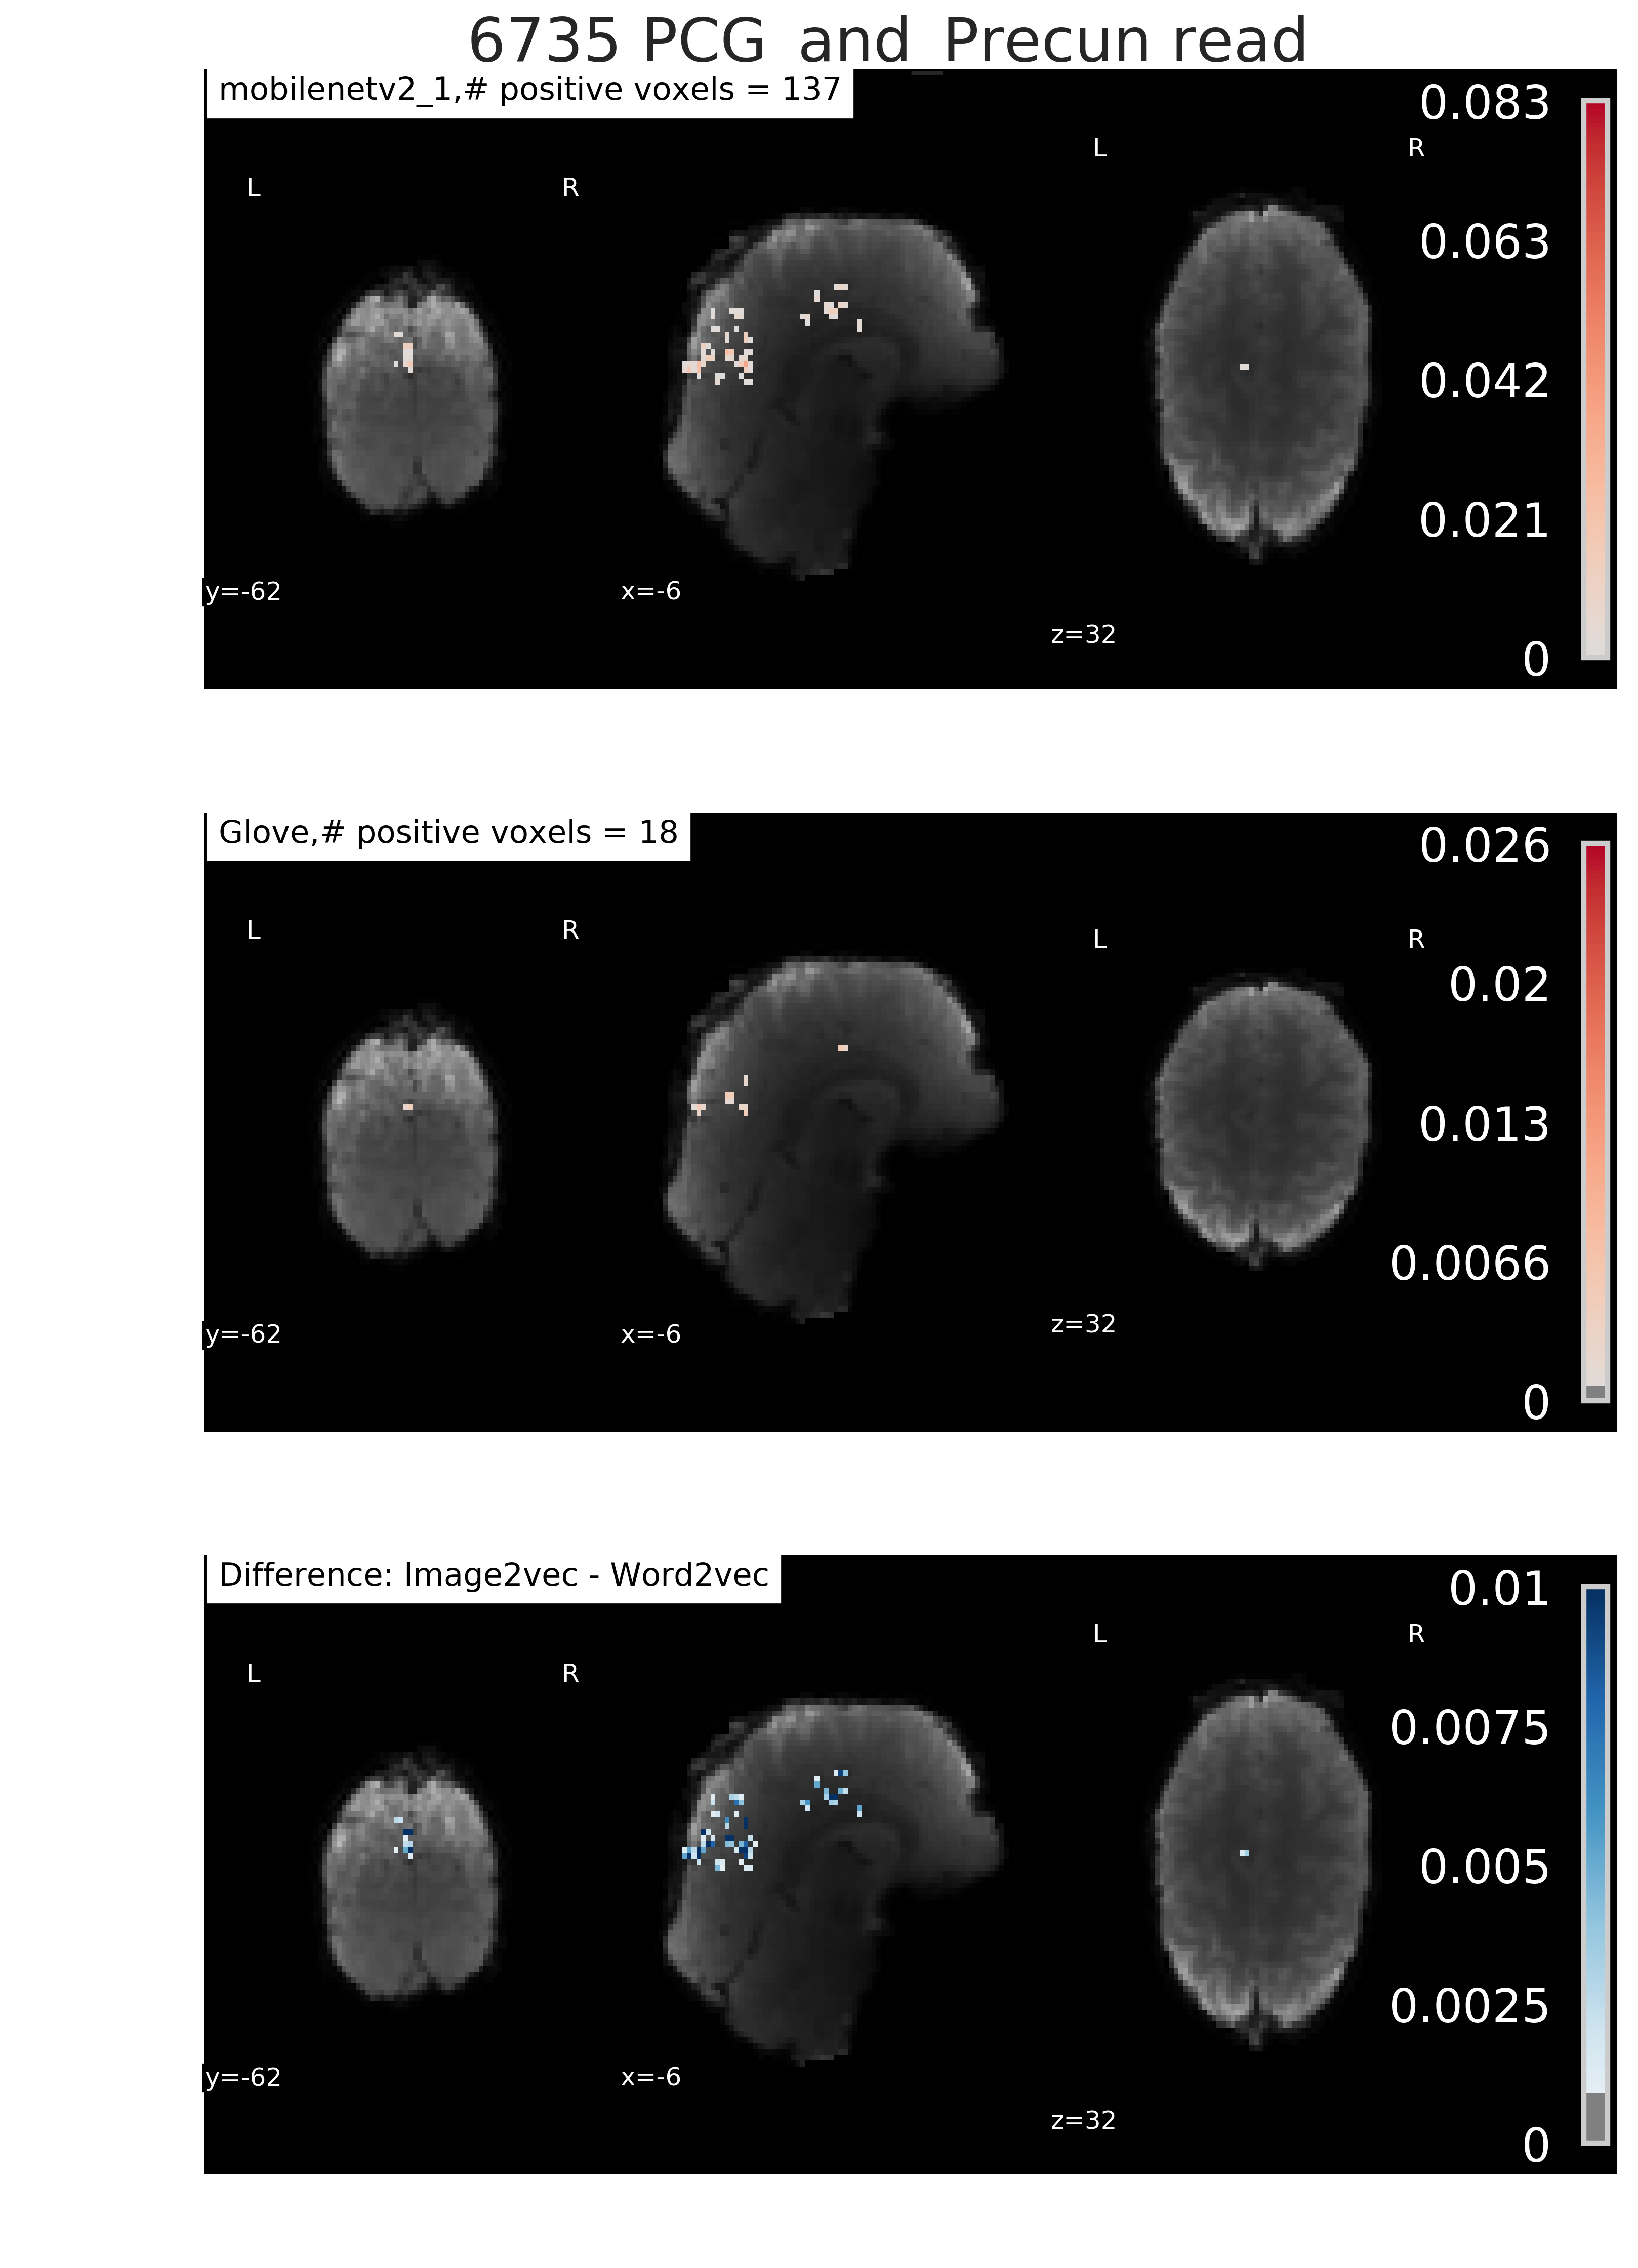 6735 PCG_and_Precun read
mobilenetv2_1,# positive voxels = 137
0.083
L R
L R
0.063
0.042
0.021
y=-62
x=-6
z=32
0
Glove,# positive voxels = 18
0.026
L R
L R
0.02
0.013
0.0066
y=-62
x=-6
z=32
0
Difference: Image2vec - Word2vec
0.01
L R
L R
0.0075
0.005
0.0025
y=-62
x=-6
z=32
0